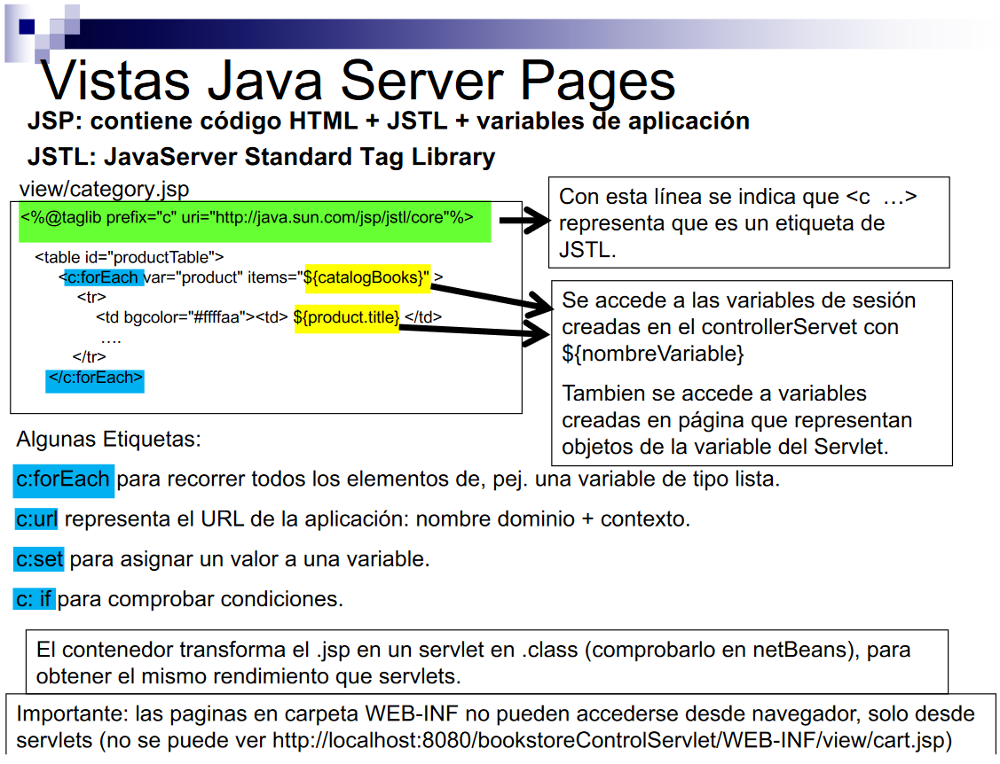 Vistas Java Server Pages
JSP: contiene código HTML + JSTL + variables de aplicación
JSTL: JavaServer Standard Tag Library
view/category.jsp
<%@taglib prefix="c" uri="http://java.sun.com/jsp/jstl/core"%>
<table id="productTable">
<c:forEach var="product" items="${catalogBooks}" >
<tr>
<td bgcolor="#ffffaa"><td> ${product.title} </td>
….
</tr>
</c:forEach>
Con esta línea se indica que <c …>
representa que es un etiqueta de
JSTL.
Se accede a las variables de sesión
creadas en el controllerServet con
${nombreVariable}
Tambien se accede a variables
creadas en página que representan
objetos de la variable del Servlet.
Algunas Etiquetas:
c:forEach para recorrer todos los elementos de, pej. una variable de tipo lista.
c:url representa el URL de la aplicación: nombre dominio + contexto.
c:set para asignar un valor a una variable.
c: if para comprobar condiciones.
El contenedor transforma el .jsp en un servlet en .class (comprobarlo en netBeans), para
obtener el mismo rendimiento que servlets.
Importante: las paginas en carpeta WEB-INF no pueden accederse desde navegador, solo desde
servlets (no se puede ver http://localhost:8080/bookstoreControlServlet/WEB-INF/view/cart.jsp)